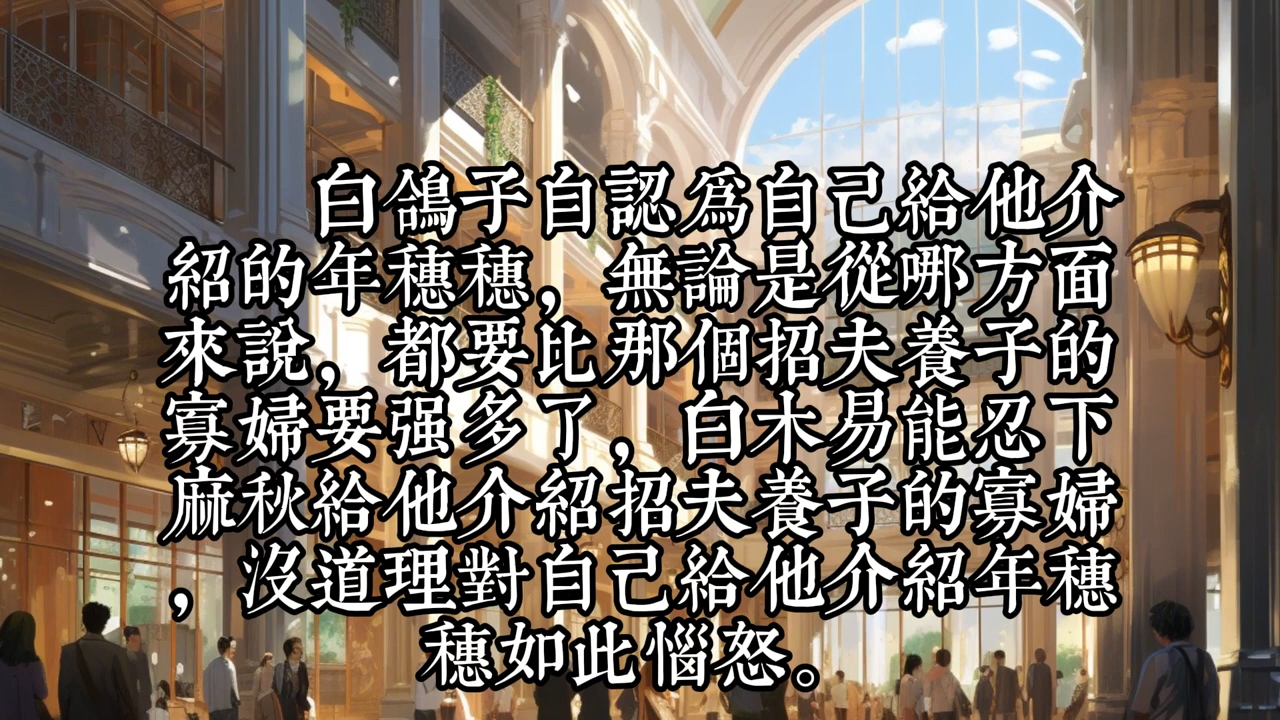 白鴿子自認爲自己給他介
紹的年穗穗，無論是從哪方面
來說，都要比那個招夫養子的
寡婦要强多了，白木易能忍下
麻秋給他介紹招夫養子的寡婦
，沒道理對自己給他介紹年穗
穗如此惱怒。